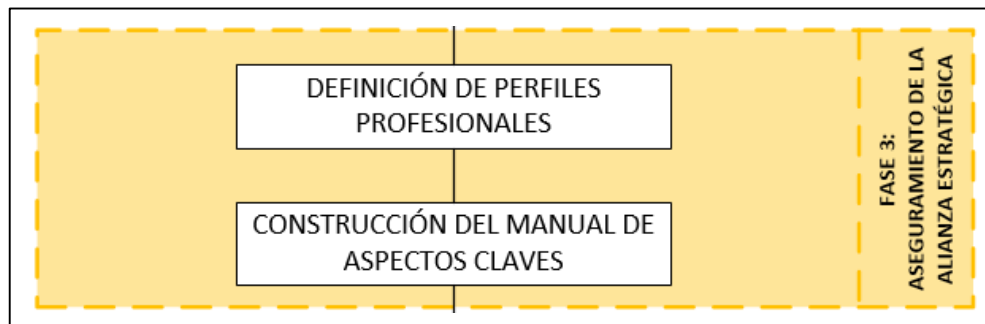 DEFINICIÓN DE PERFILES
PROFESIONALES
CONSTRUCCIÓN DEL MANUAL DE
ASPECTOS CLAVES
FASE 3:
ASEGURAMIENTO DE LA
ALIANZA ESTRATÉGICA